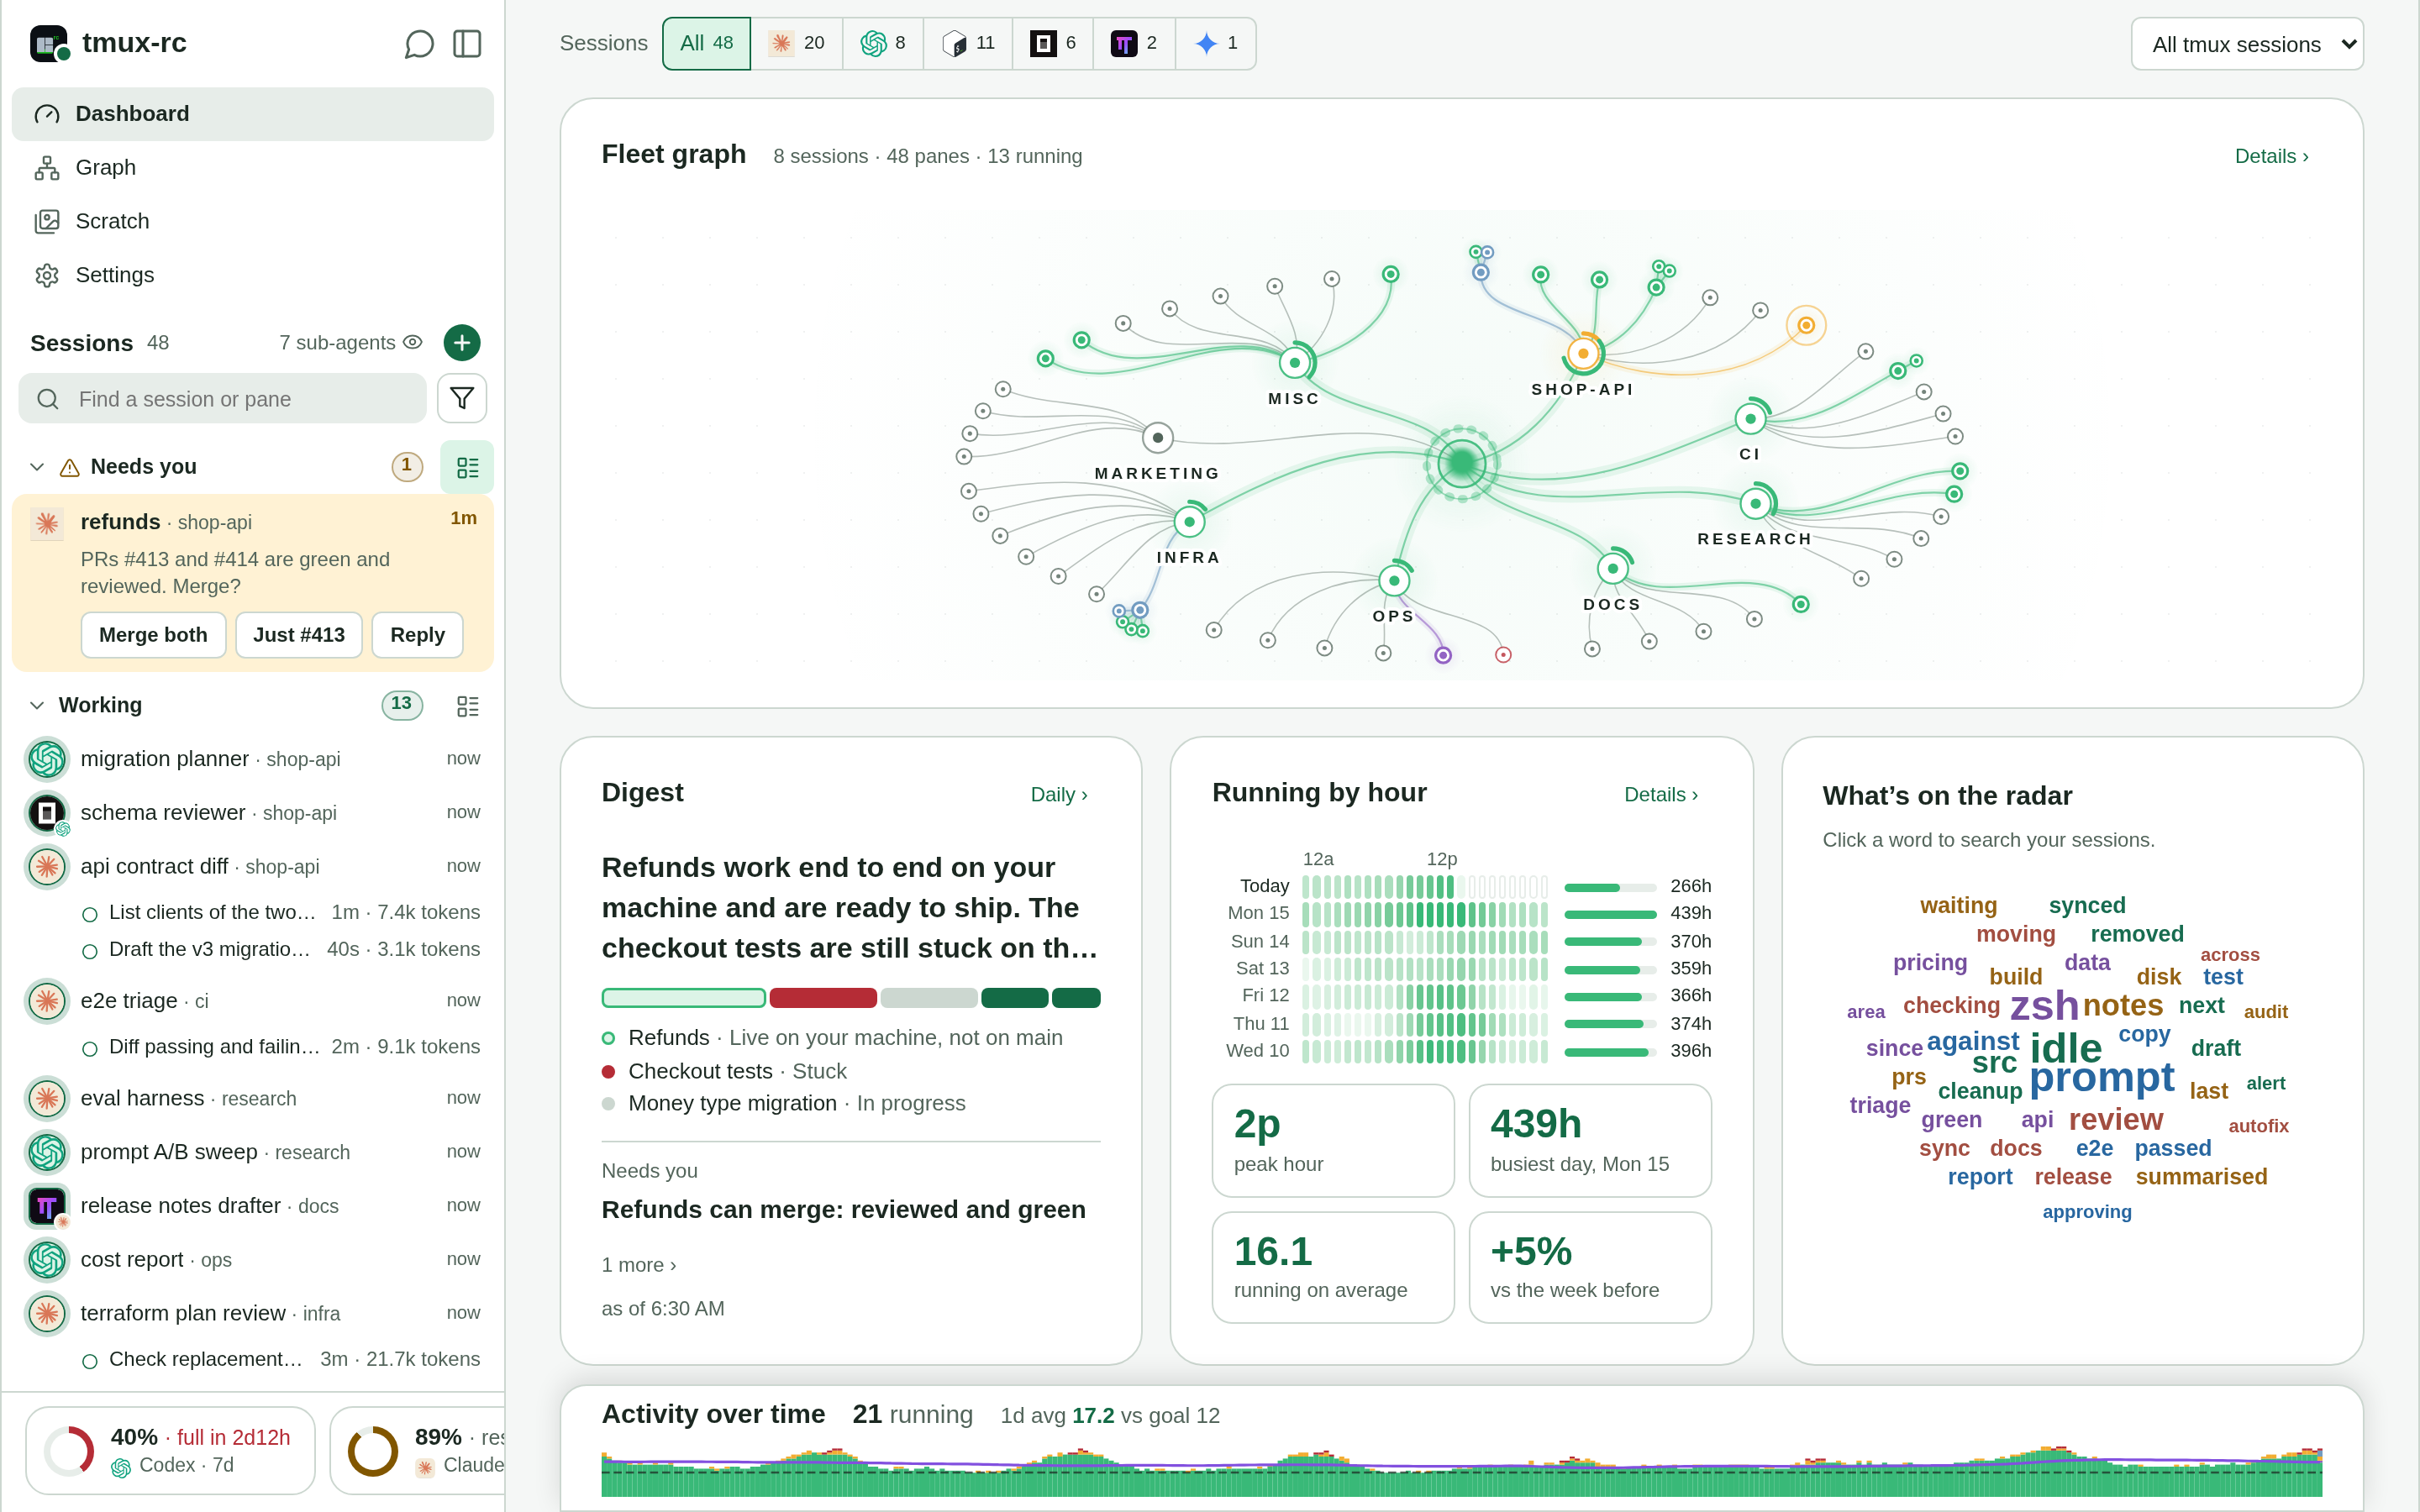 tmux-rc
Dashboard
Graph
Scratch
Settings
Sessions 48 7 sub-agents
Find a session or pane
Needs you 1
refunds · shop-api 1m
PRs #413 and #414 are green and
reviewed. Merge?
Merge both Just #413 Reply
Working 13
migration planner · shop-api now
schema reviewer · shop-api now
api contract diff · shop-api now
List clients of the two… 1m · 7.4k tokens
Draft the v3 migratio… 40s · 3.1k tokens
e2e triage · ci now
Diff passing and failin… 2m · 9.1k tokens
eval harness · research now
prompt A/B sweep · research now
release notes drafter · docs now
cost report · ops now
terraform plan review · infra now
Check replacement… 3m · 21.7k tokens
40% · full in 2d12h
Codex · 7d
89% · res
Claude
Sessions All 48 20 8 11 6 2 1
All tmux sessions
Fleet graph 8 sessions · 48 panes · 13 running Details ›
MISC
SHOP-API
MARKETING
CI
INFRA
RESEARCH
OPS
DOCS
Digest Daily ›
Refunds work end to end on your
machine and are ready to ship. The
checkout tests are still stuck on th…
Refunds · Live on your machine, not on main
Checkout tests · Stuck
Money type migration · In progress
Needs you
Refunds can merge: reviewed and green
1 more ›
as of 6:30 AM
Running by hour Details ›
12a 12p
Today 266h
Mon 15 439h
Sun 14 370h
Sat 13 359h
Fri 12 366h
Thu 11 374h
Wed 10 396h
2p
peak hour
439h
busiest day, Mon 15
16.1
running on average
+5%
vs the week before
What's on the radar
Click a word to search your sessions.
waiting synced
moving removed
pricing build data disk across test
area checking zsh notes next audit
since against idle copy draft
src
prs cleanup prompt last alert
triage green api review autofix
sync docs e2e passed
report release summarised
approving
Activity over time 21 running 1d avg 17.2 vs goal 12